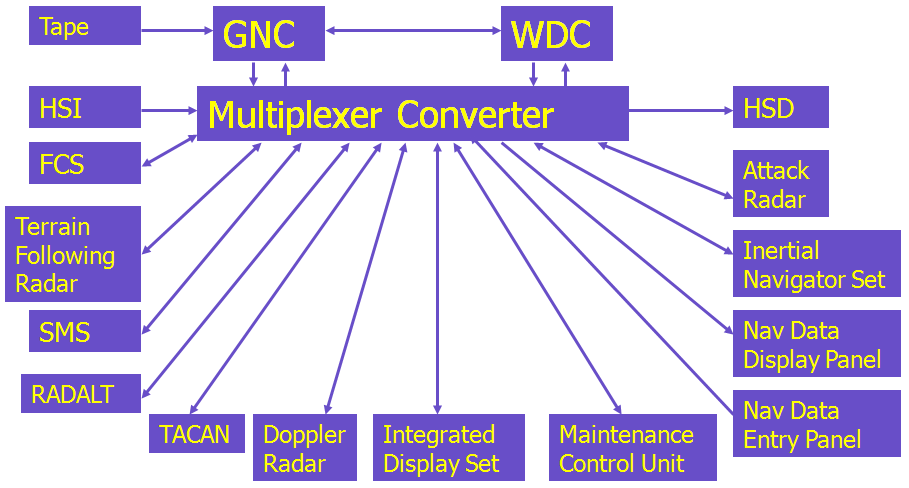 Tape
GNC
WDC
HSI
Multiplexer Converter
HSD
FCS
Attack
Radar
Terrain
Following
Radar
Inertial
Navigator Set
SMS
Nav Data
Display Panel
RADALT
TACAN
Doppler
Radar
Integrated
Display Set
Maintenance
Control Unit
Nav Data
Entry Panel